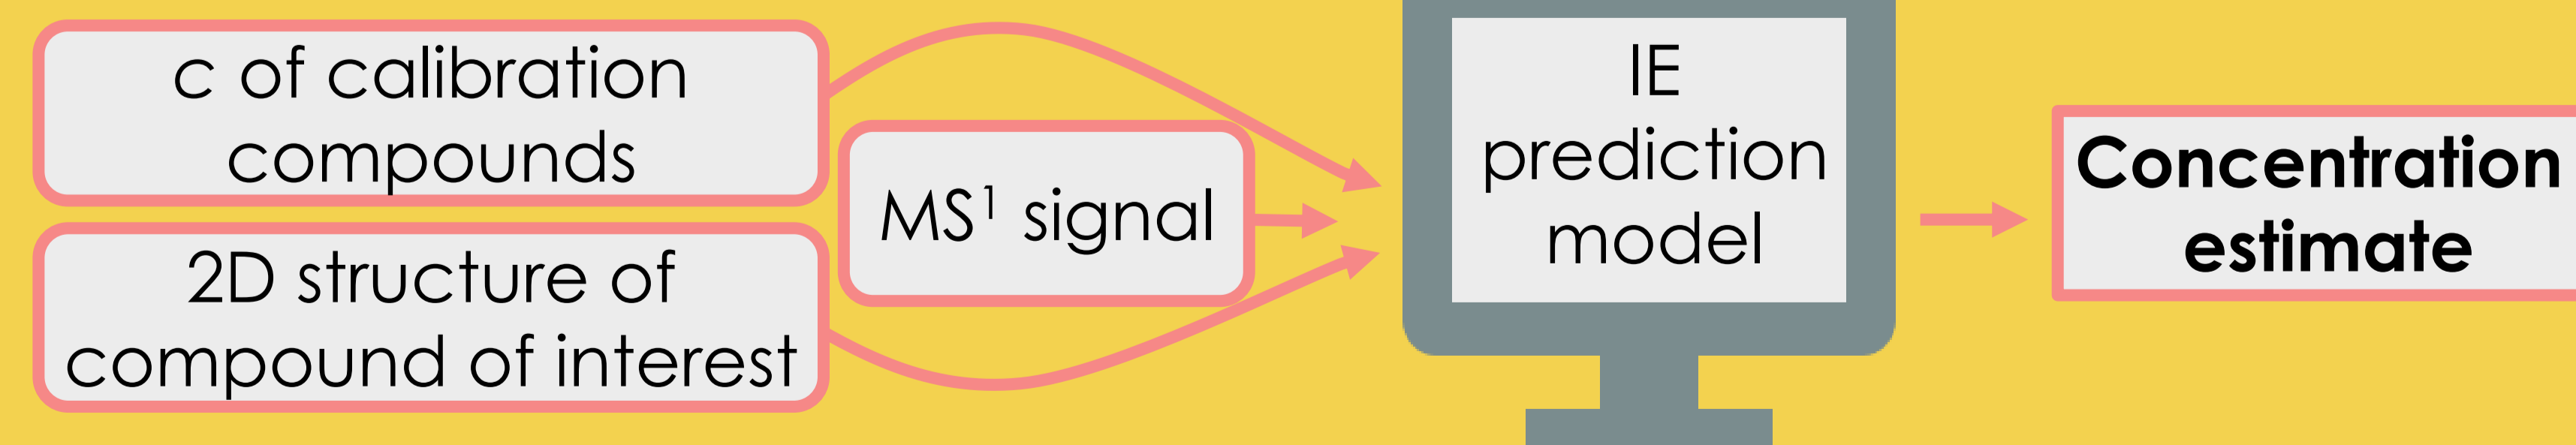 c of calibration
compounds
2D structure of
compound of interest
MS¹ signal
IE
prediction
model
Concentration
estimate